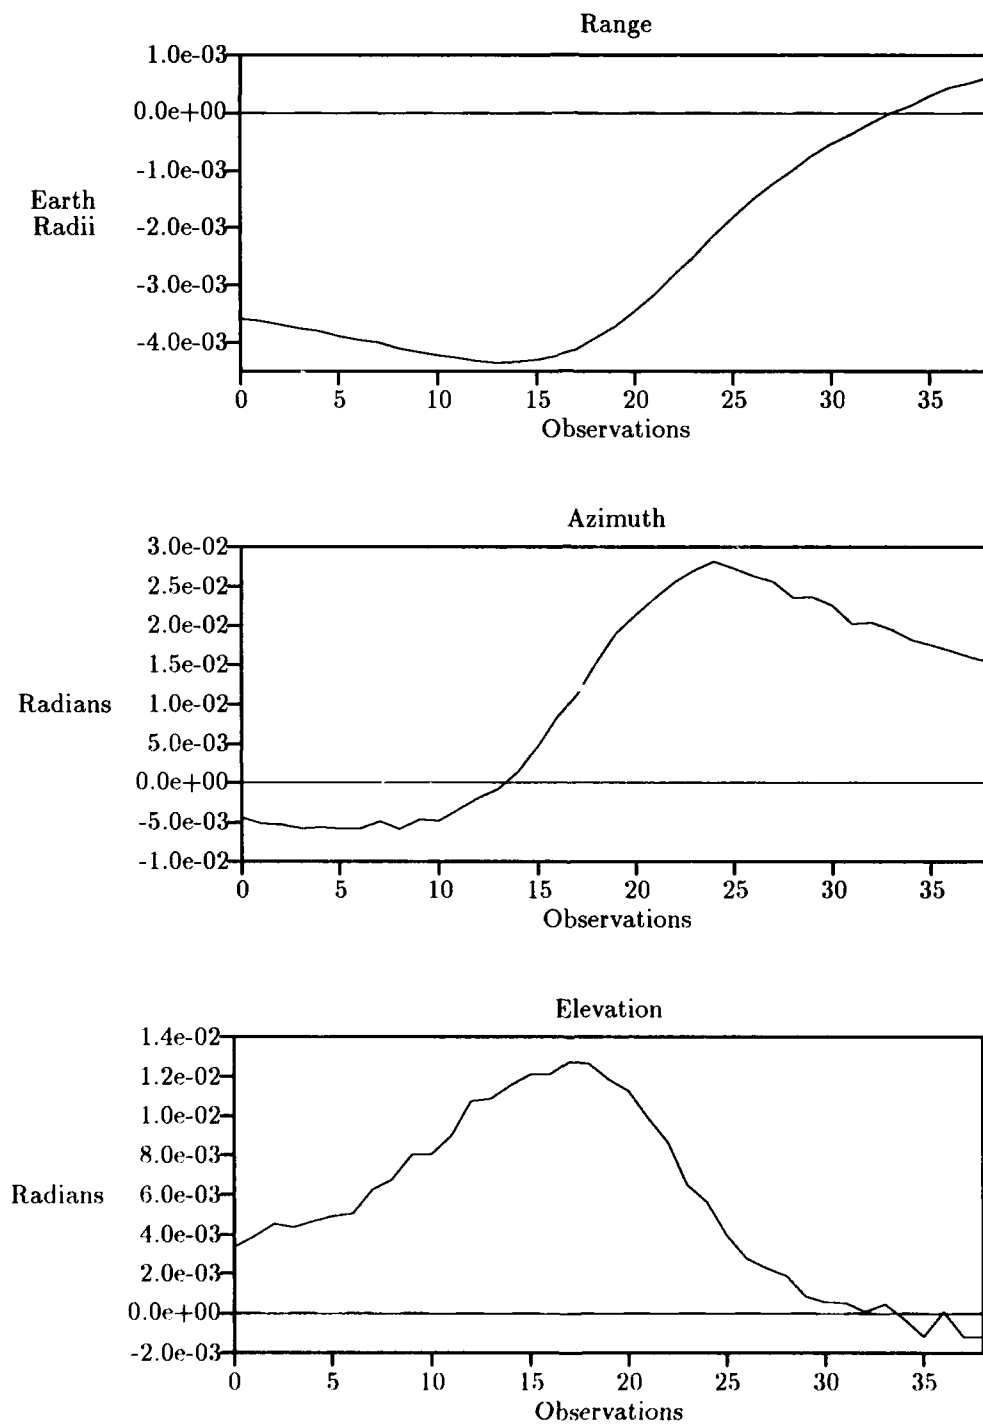 Range
1.0e-03
0.0e+00
-1.0e-03
Earth
Radii
-2.0e-03
-3.0e-03
-4.0e-03
0 5 10 15 20 25 30 35
Observations
Azimuth
3.0e-02
2.5e-02
2.0e-02
1.5e-02
Radians
1.0e-02
5.0e-03
0.0e+00
-5.0e-03
-1.0e-02
0 5 10 15 20 25 30 35
Observations
Elevation
1.4e-02
1.2e-02
1.0e-02
8.0e-03
Radians
6.0e-03
4.0e-03
2.0e-03
0.0e+00
-2.0e-03
0 5 10 15 20 25 30 35
Observations